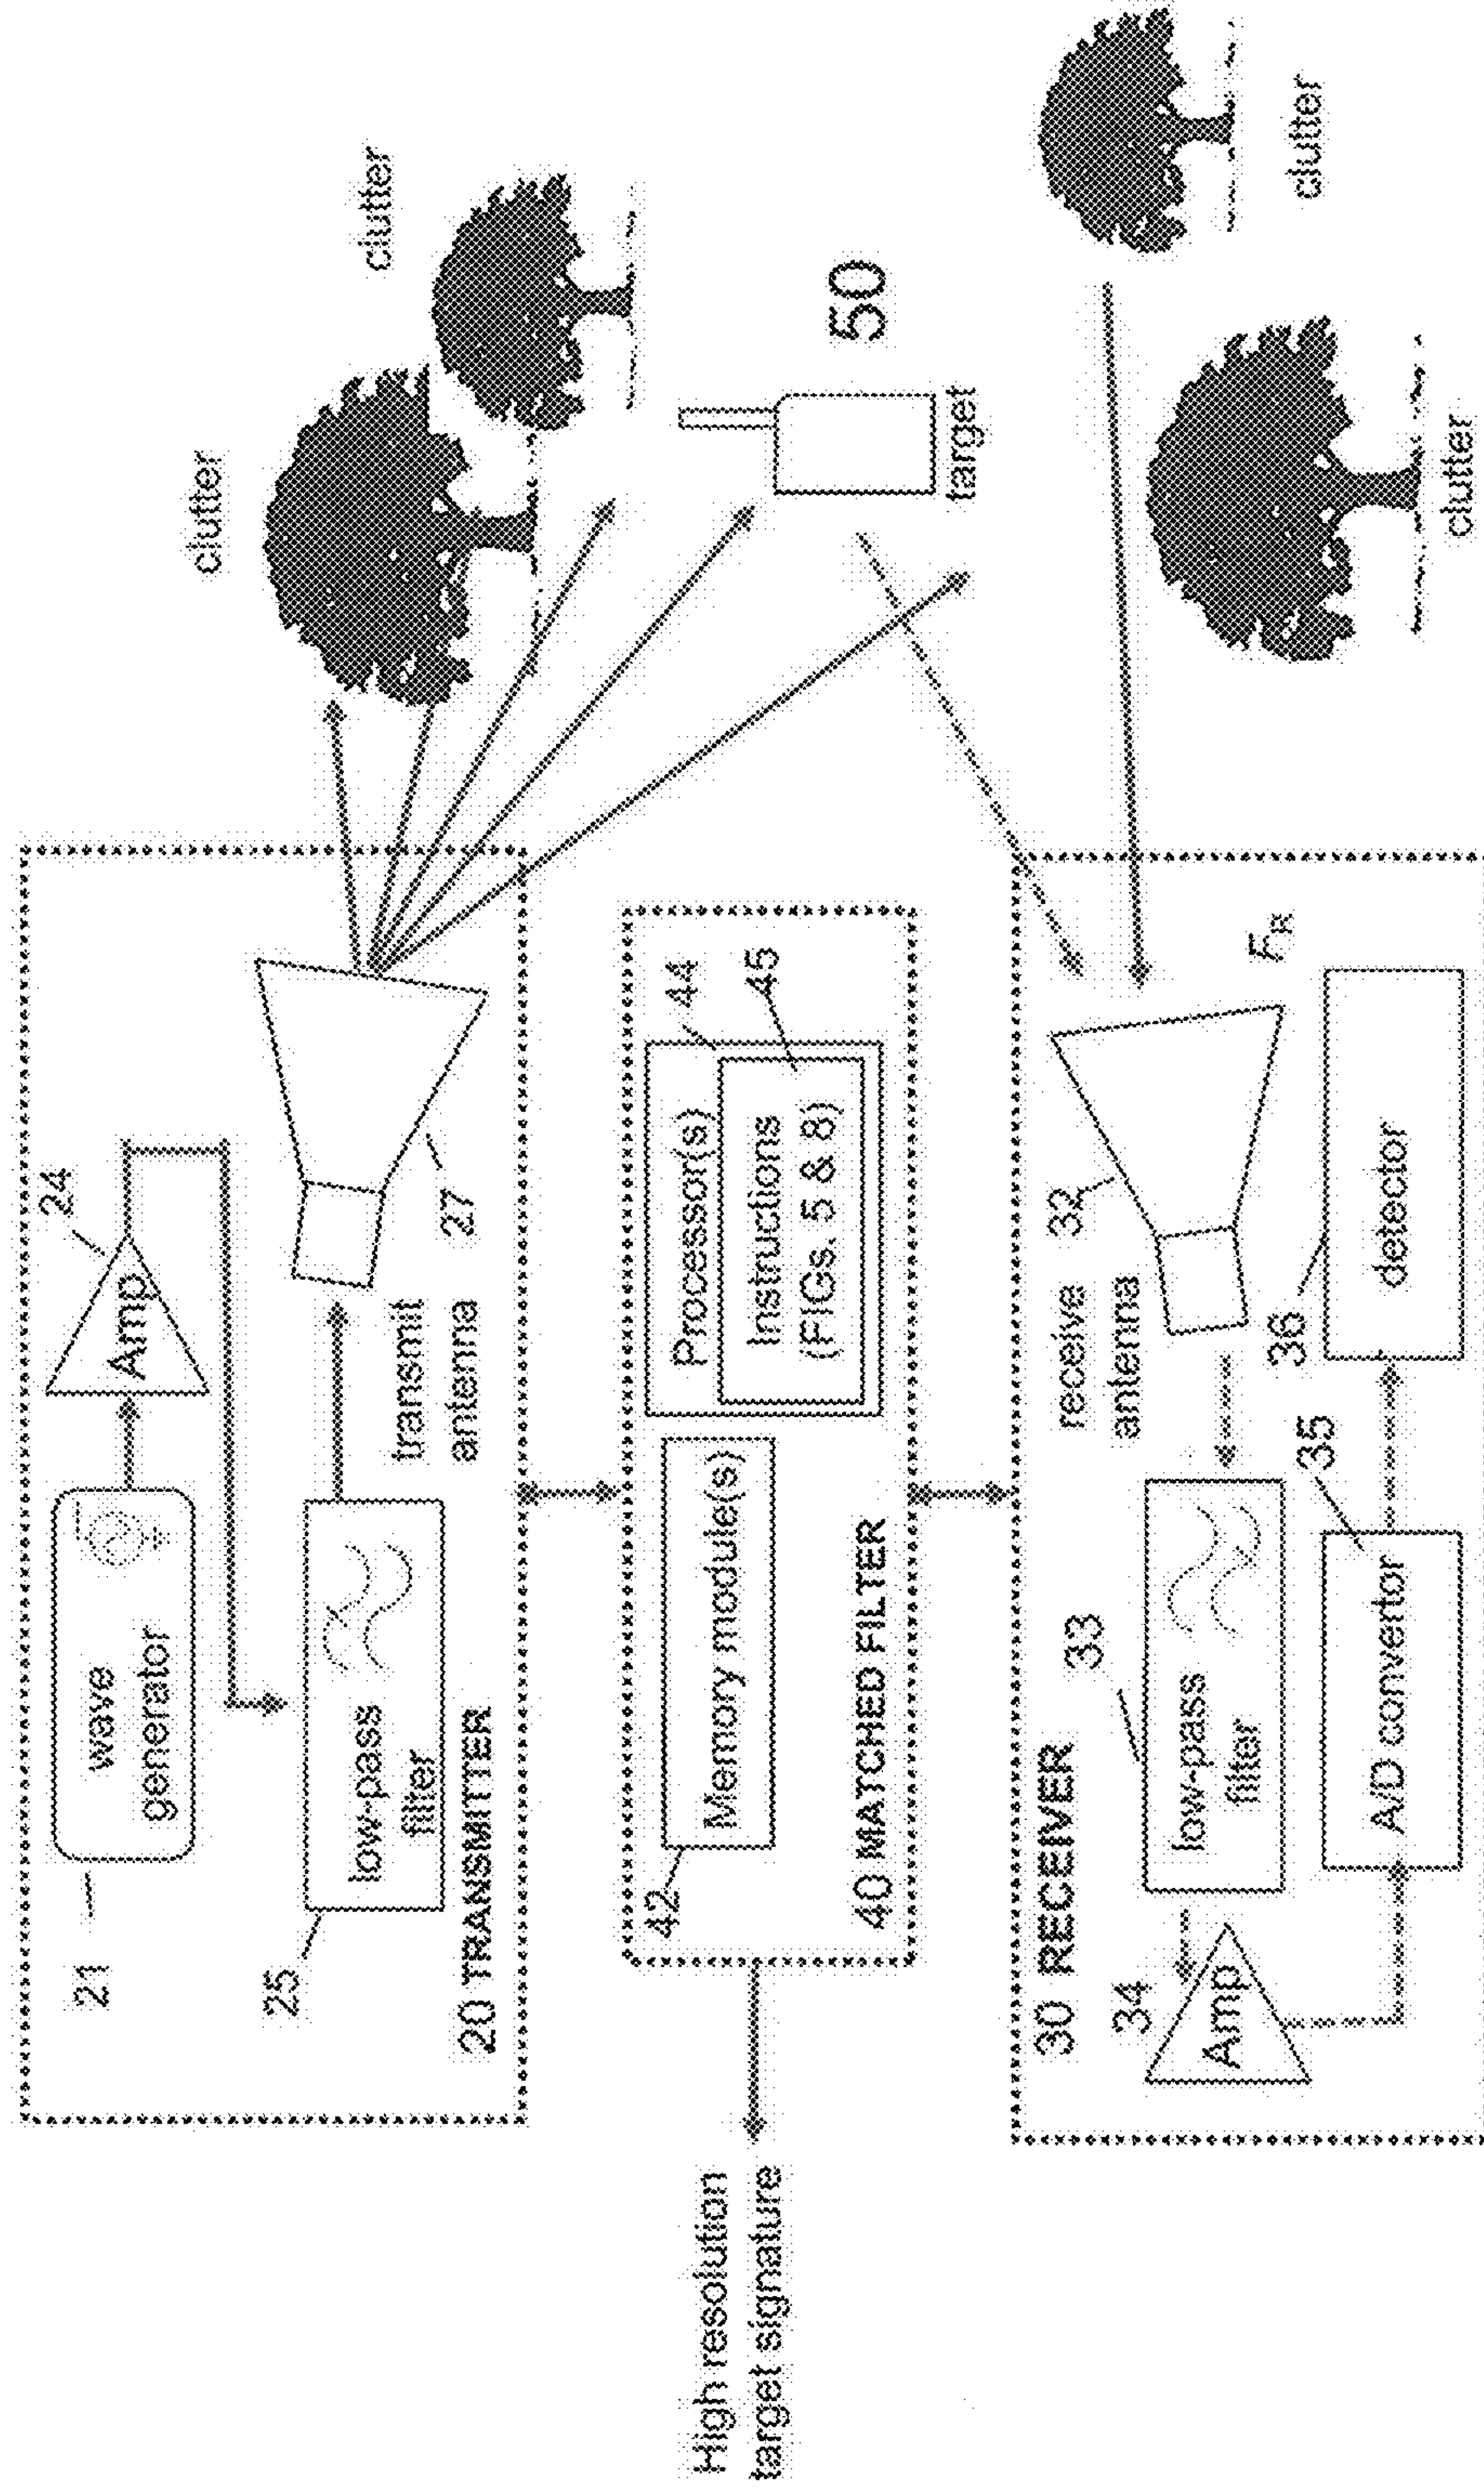 21
wave
generator
24
Amp
25
low-pass
filter
transmit
antenna
27
20 TRANSMITTER
clutter
clutter
High resolution
target signature
42
Memory module(s)
Processor(s)
44
Instructions
(FIGs. 5 & 8)
45
40 MATCHED FILTER
50
target
30 RECEIVER
34
Amp
33
low-pass
filter
receive
antenna
32
35
A/D convertor
36
detector
clutter
clutter